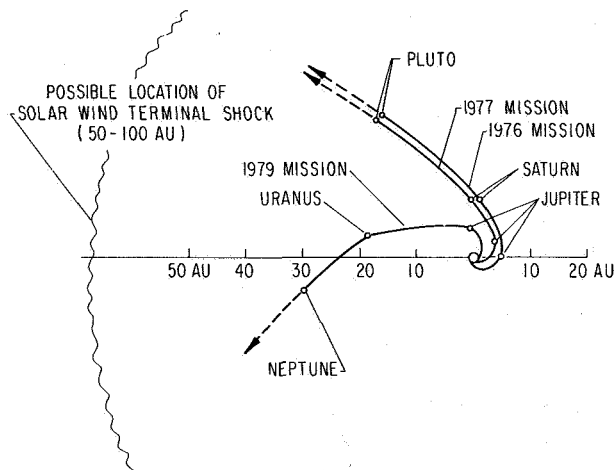 PLUTO
POSSIBLE LOCATION OF
SOLAR WIND TERMINAL SHOCK
(50-100 AU)
1977 MISSION
1976 MISSION
1979 MISSION
SATURN
URANUS
JUPITER
50 AU
40
30
20
10
10
20 AU
NEPTUNE